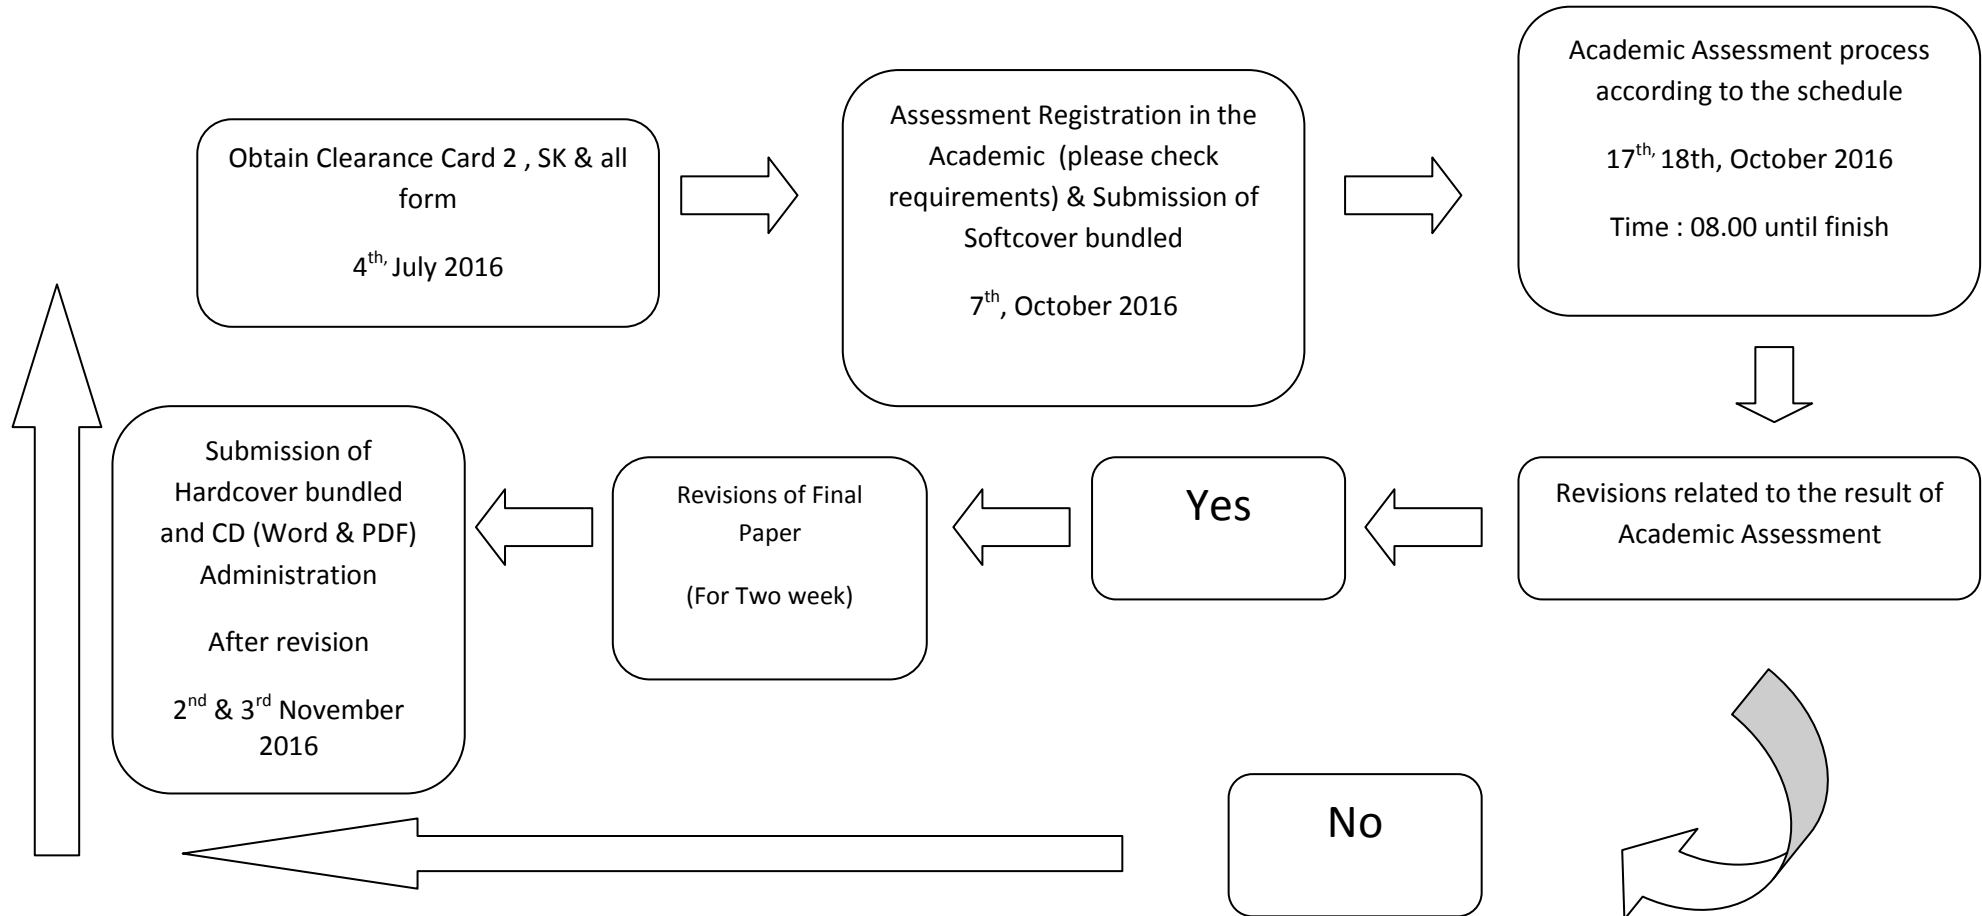 Obtain Clearance Card 2 , SK & all
form
4th, July 2016
Assessment Registration in the
Academic (please check
requirements) & Submission of
Softcover bundled
7th, October 2016
Academic Assessment process
according to the schedule
17th, 18th, October 2016
Time : 08.00 until finish
Revisions related to the result of
Academic Assessment
Yes
Revisions of Final
Paper
(For Two week)
Submission of
Hardcover bundled
and CD (Word & PDF)
Administration
After revision
2nd & 3rd November
2016
No